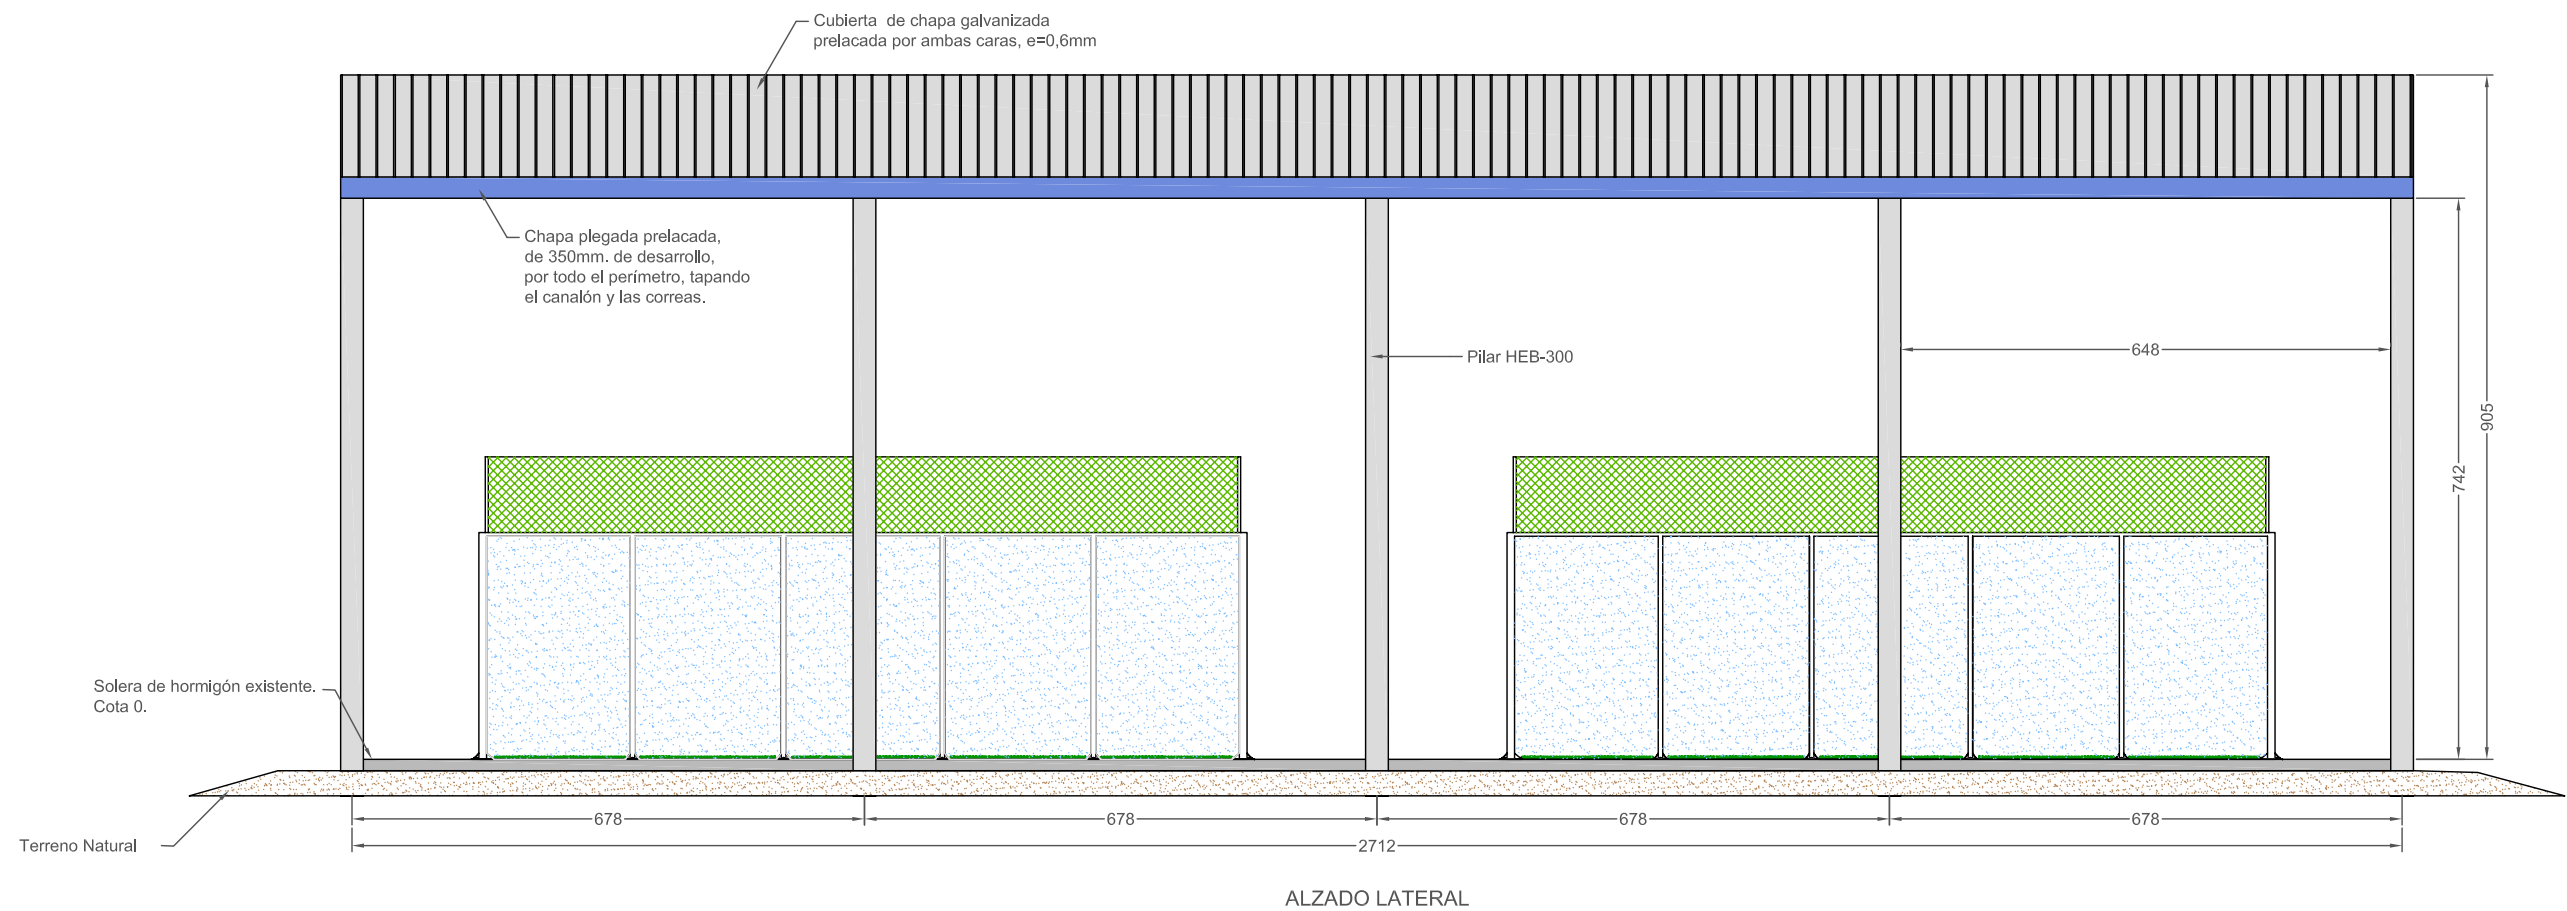 Cubierta  de chapa galvanizada
prelacada por ambas caras, e=0,6mm
Chapa plegada prelacada,
de 350mm. de desarrollo,
por todo el perímetro, tapando
el canalón y las correas.
Pilar HEB-300
648
905
742
Solera de hormigón existente.
Cota 0.
Terreno Natural
678
678
678
678
2712
ALZADO LATERAL